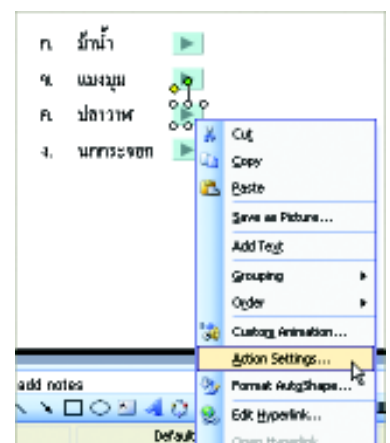 ก. ม้าน้ำ
ข. แมงมุม
ค. ปลาวาฬ
ง. นกกระจอก
Cut
Copy
Paste
Save as Picture...
Add Text
Grouping
Order
Custom Animation...
Action Settings...
Format AutoShape...
Edit Hyperlink...
Open Hyperlink
add notes
Default